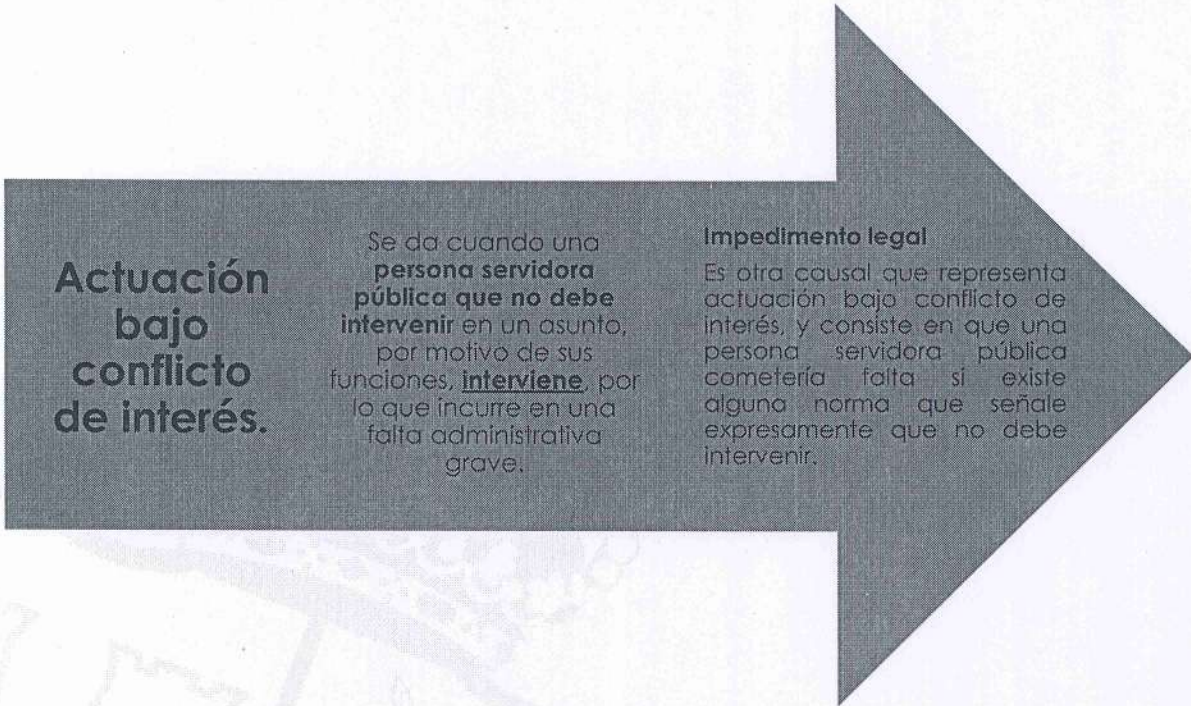 Actuación
bajo
conflicto
de interés.
Se da cuando una
persona servidora
pública que no debe
intervenir en un asunto,
por motivo de sus
funciones, interviene, por
lo que incurre en una
falta administrativa
grave.
Impedimento legal
Es otra causal que representa
actuación bajo conflicto de
interés, y consiste en que una
persona servidora pública
cometería falta si existe
alguna norma que señale
expresamente que no debe
intervenir.